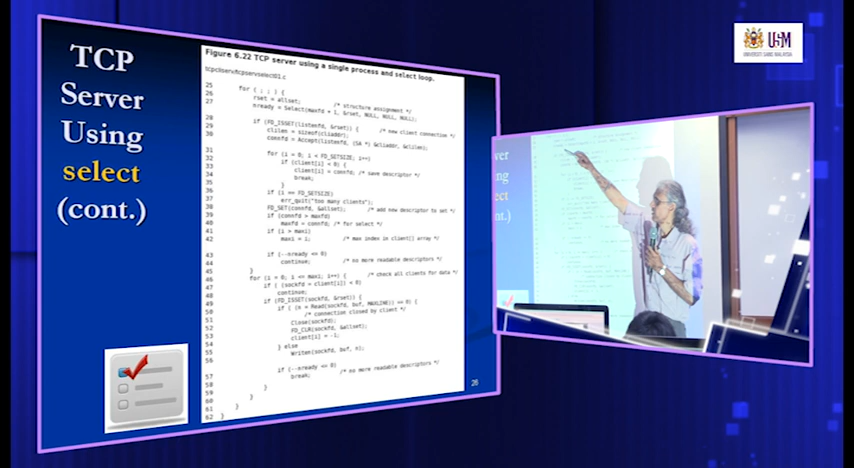 TCP
Server
Using
select
(cont.)
Figure 6.22 TCP server using a single process and select loop.
tcpcliserv/tcpservselect01.c
25 for ( ; ; ) {
26 rset = allset; /* structure assignment */
27 nready = Select(maxfd + 1, &rset, NULL, NULL, NULL);
28 if (FD_ISSET(listenfd, &rset)) { /* new client connection */
29 clilen = sizeof(cliaddr);
30 connfd = Accept(listenfd, (SA *) &cliaddr, &clilen);
31 for (i = 0; i < FD_SETSIZE; i++)
32 if (client[i] < 0) {
33 client[i] = connfd; /* save descriptor */
34 break;
35 }
36 if (i == FD_SETSIZE)
37 err_quit("too many clients");
38 FD_SET(connfd, &allset); /* add new descriptor to set */
39 if (connfd > maxfd)
40 maxfd = connfd; /* for select */
41 if (i > maxi)
42 maxi = i; /* max index in client[] array */
43 if (--nready <= 0)
44 continue; /* no more readable descriptors */
45 }
46 for (i = 0; i <= maxi; i++) { /* check all clients for data */
47 if ( (sockfd = client[i]) < 0)
48 continue;
49 if (FD_ISSET(sockfd, &rset)) {
50 if ( (n = Read(sockfd, buf, MAXLINE)) == 0) {
51 /* connection closed by client */
52 Close(sockfd);
53 FD_CLR(sockfd, &allset);
54 client[i] = -1;
55 } else
56 Writen(sockfd, buf, n);
57 if (--nready <= 0)
58 break; /* no more readable descriptors */
59 }
60 }
61 }
62 }
26
USM
UNIVERSITI SAINS MALAYSIA
ver
ng
ect
nt.)